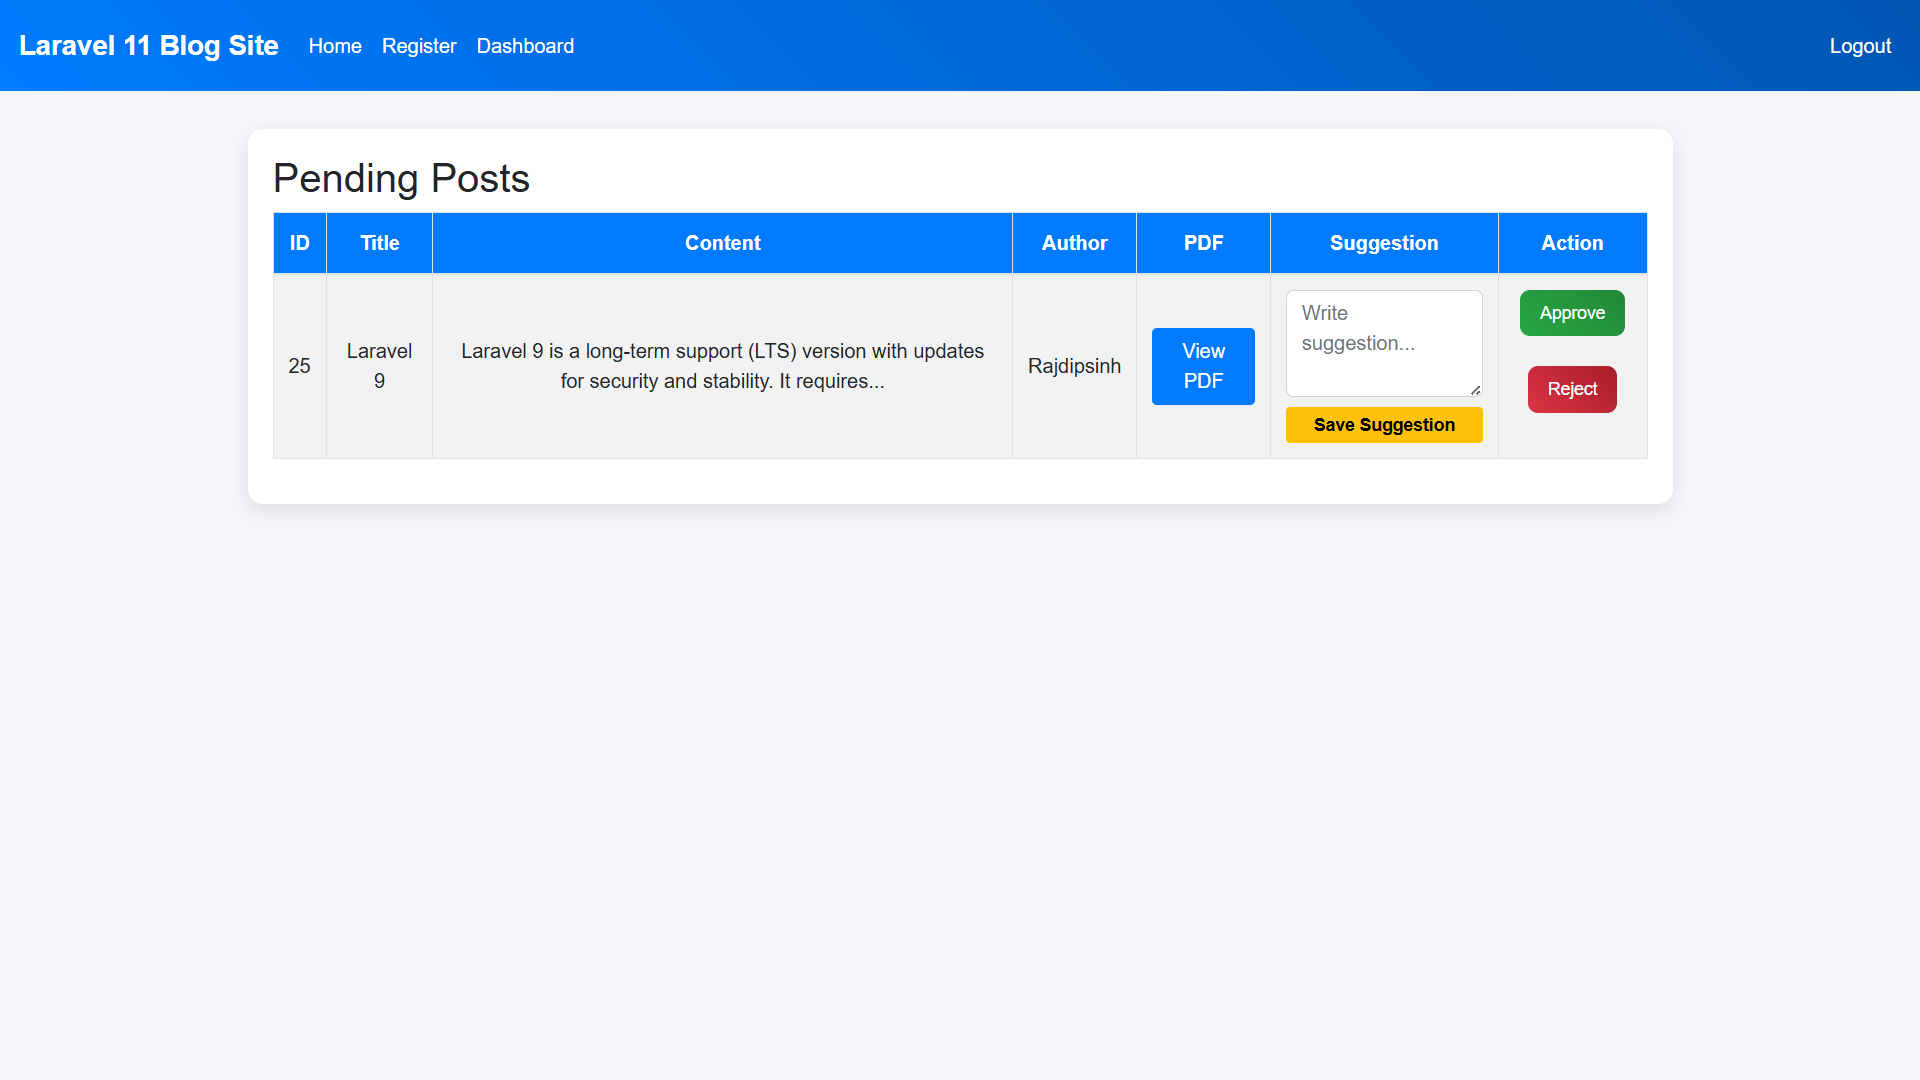 Laravel 11 Blog Site Home Register Dashboard Logout
Pending Posts
ID Title Content Author PDF Suggestion Action
25
Laravel
9
Laravel 9 is a long-term support (LTS) version with updates
for security and stability. It requires...
Rajdipsinh
View
PDF
Write
suggestion...
Save Suggestion
Approve
Reject